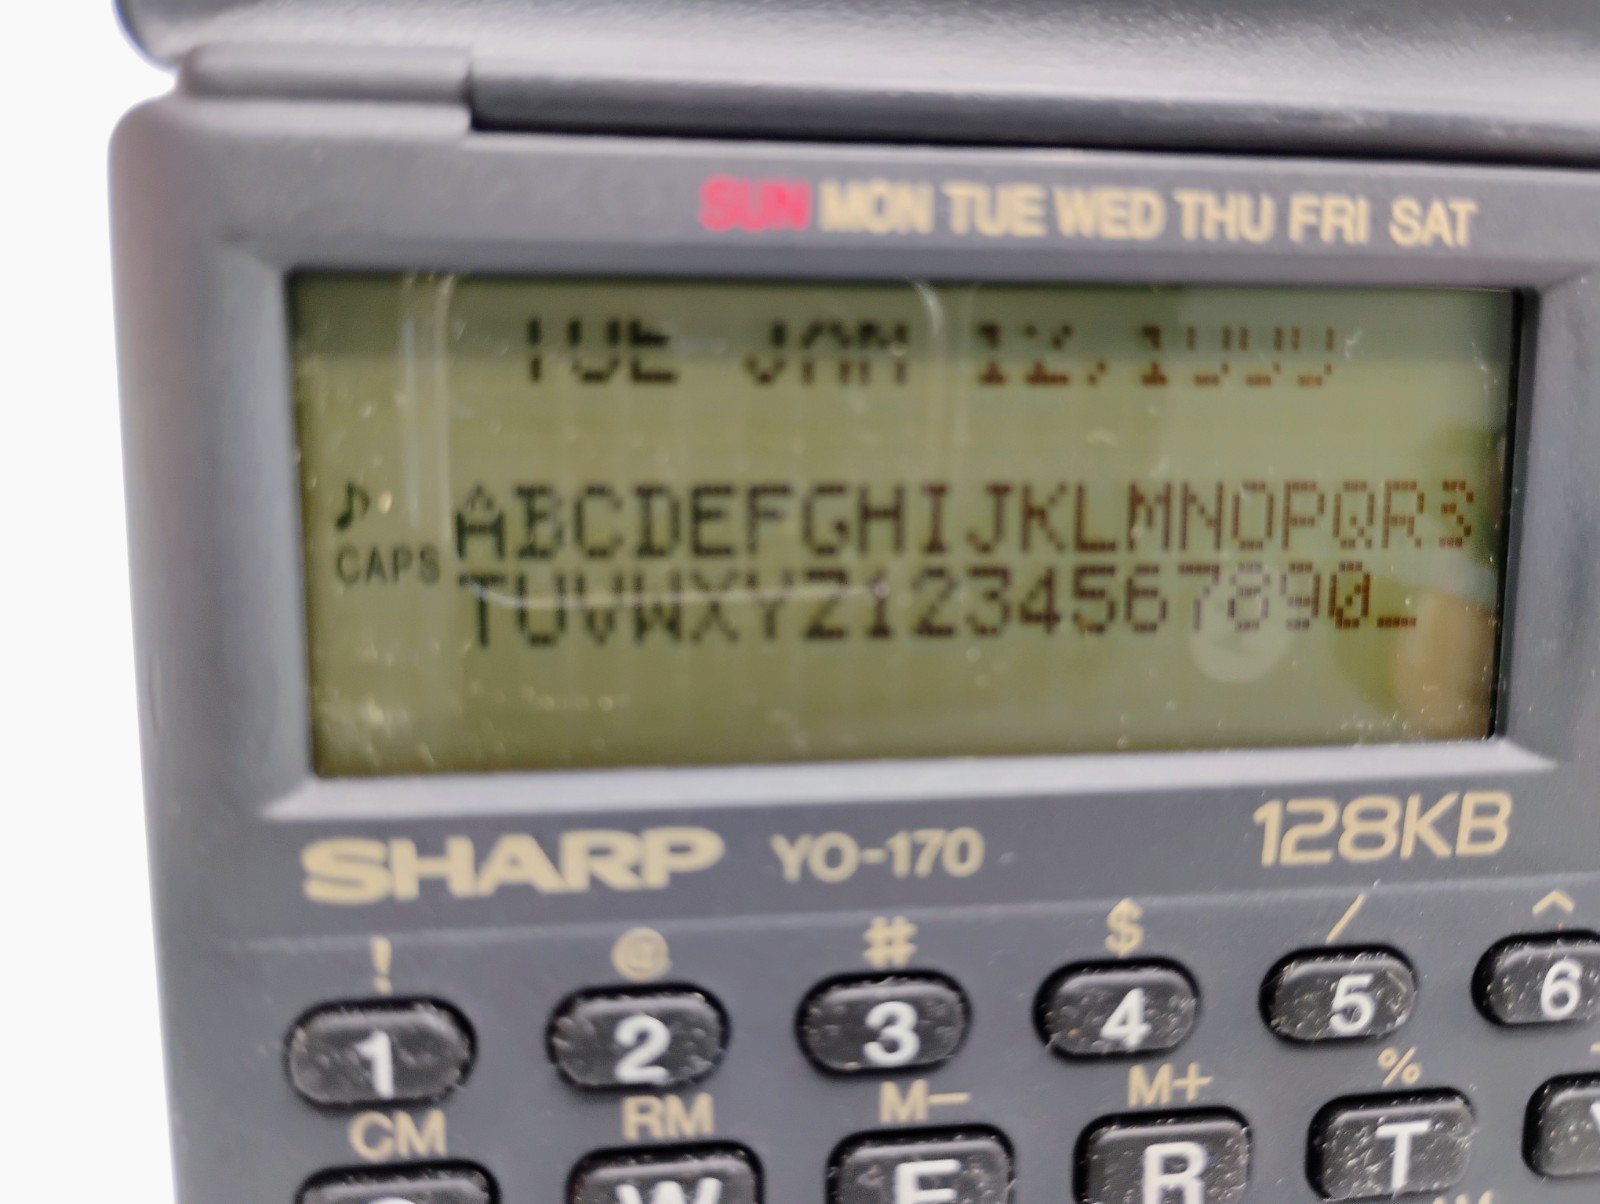 SUN MON TUE WED THU FRI SAT
TUE JAN 12,1999
ABCDEFGHIJKLMNOPQRS
CAPS
TUVWXYZ1234567890_
SHARP YO-170 128KB
! @ # $ / ^
1 2 3 4 5 6
CM RM M− M+ %
W E R T